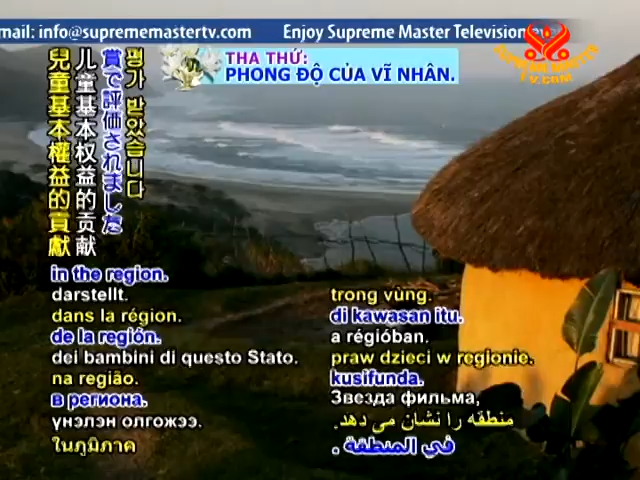 mail: info@suprememastertv.com Enjoy Supreme Master Television
SUPREME MASTER
TV.COM
THA THỨ:
PHONG ĐỘ CỦA VĨ NHÂN.
평가 받았습니다
賞で評価されました
儿童基本权益的贡献
兒童基本權益的貢獻
in the region.
darstellt.
dans la région.
de la región.
dei bambini di questo Stato.
na região.
в региона.
үнэлэн олгожээ.
ในภูมิภาค
trong vùng.
di kawasan itu.
a régióban.
praw dzieci w regionie.
kusifunda.
Звезда фильма,
منطقه را نشان می دهد.
في المنطقة .